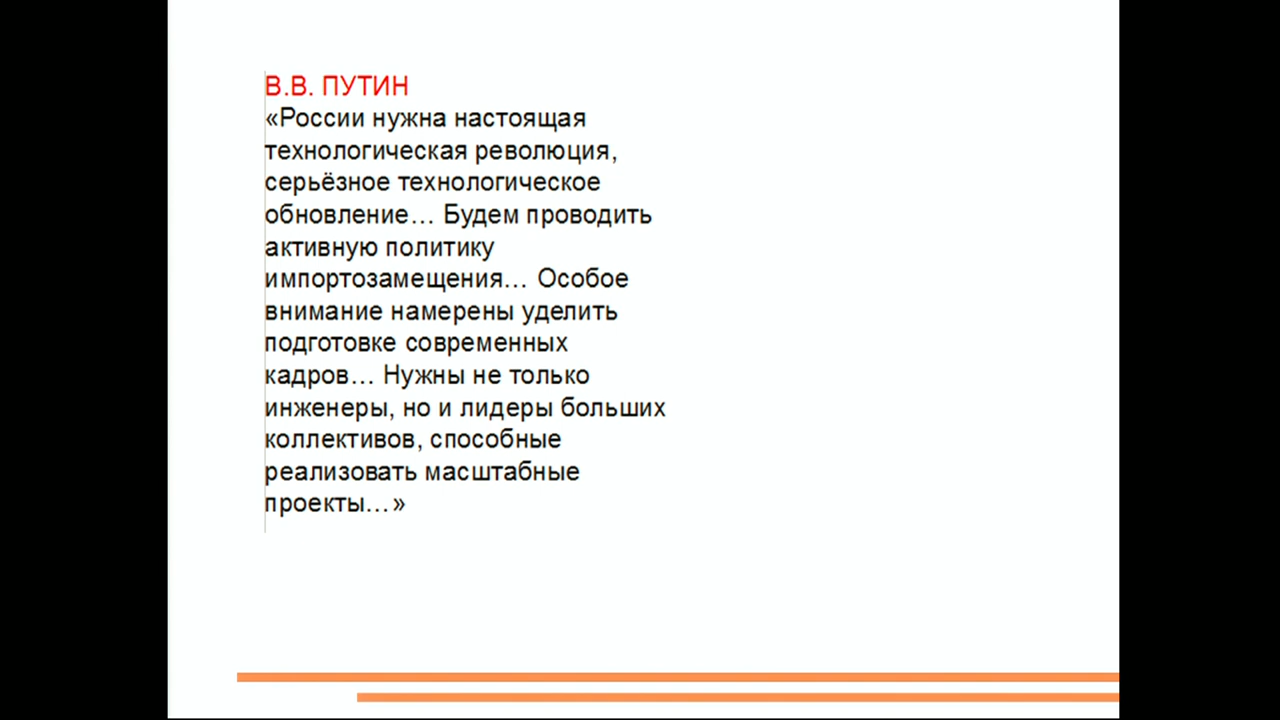 В.В. ПУТИН
«России нужна настоящая
технологическая революция,
серьёзное технологическое
обновление… Будем проводить
активную политику
импортозамещения… Особое
внимание намерены уделить
подготовке современных
кадров… Нужны не только
инженеры, но и лидеры больших
коллективов, способные
реализовать масштабные
проекты…»